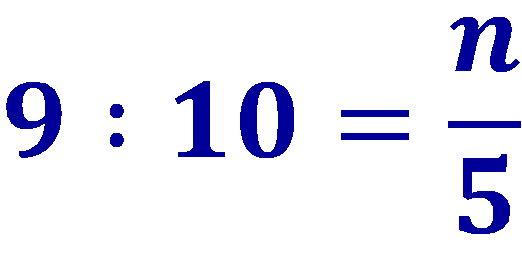 9 : 10 = n/5